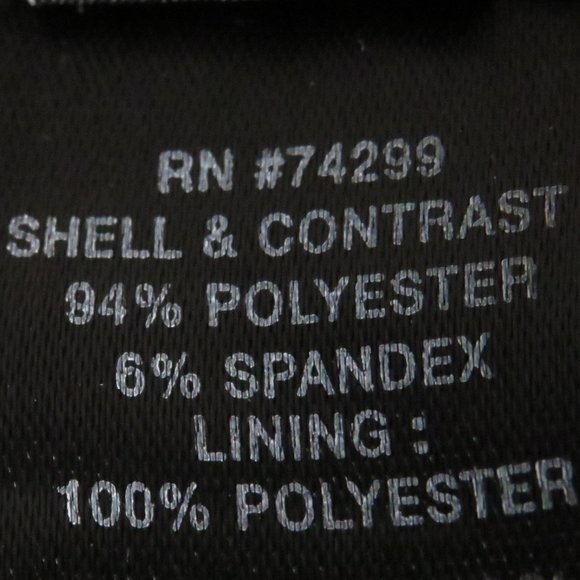 RN #74299
SHELL & CONTRAST
94% POLYESTER
6% SPANDEX
LINING :
100% POLYESTER